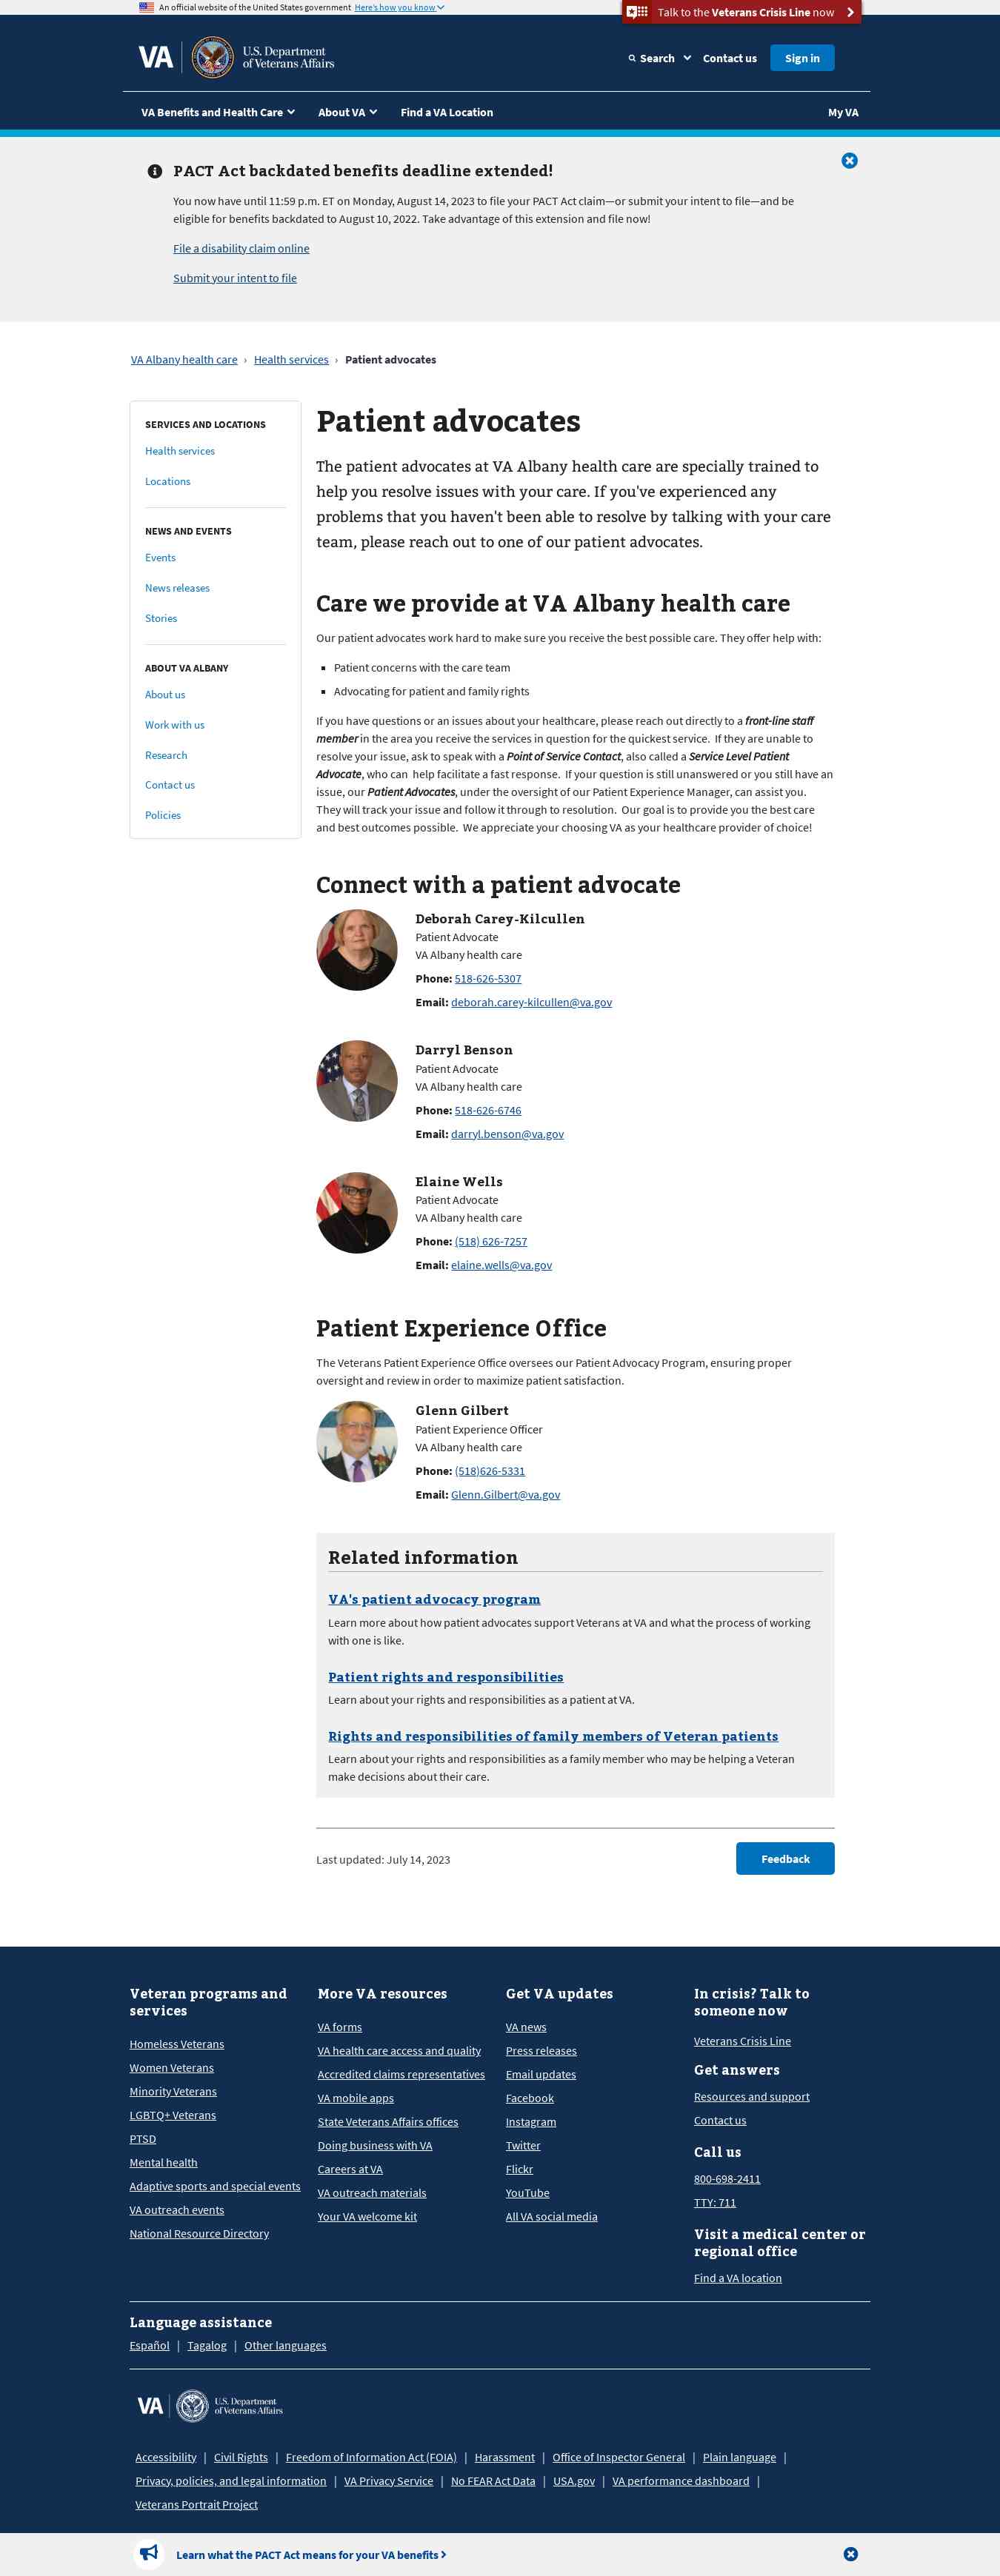 An official website of the United States government Here's how you know
Talk to the Veterans Crisis Line now
VA
U.S. Department
of Veterans Affairs
Search
Contact us
Sign in
VA Benefits and Health Care
About VA
Find a VA Location
My VA
PACT Act backdated benefits deadline extended!
You now have until 11:59 p.m. ET on Monday, August 14, 2023 to file your PACT Act claim—or submit your intent to file—and be
eligible for benefits backdated to August 10, 2022. Take advantage of this extension and file now!
File a disability claim online
Submit your intent to file
VA Albany health care › Health services › Patient advocates
SERVICES AND LOCATIONS
Health services
Locations
NEWS AND EVENTS
Events
News releases
Stories
ABOUT VA ALBANY
About us
Work with us
Research
Contact us
Policies
Patient advocates
The patient advocates at VA Albany health care are specially trained to
help you resolve issues with your care. If you've experienced any
problems that you haven't been able to resolve by talking with your care
team, please reach out to one of our patient advocates.
Care we provide at VA Albany health care
Our patient advocates work hard to make sure you receive the best possible care. They offer help with:
▪ Patient concerns with the care team
▪ Advocating for patient and family rights
If you have questions or an issues about your healthcare, please reach out directly to a front-line staff
member in the area you receive the services in question for the quickest service. If they are unable to
resolve your issue, ask to speak with a Point of Service Contact, also called a Service Level Patient
Advocate, who can help facilitate a fast response. If your question is still unanswered or you still have an
issue, our Patient Advocates, under the oversight of our Patient Experience Manager, can assist you.
They will track your issue and follow it through to resolution. Our goal is to provide you the best care
and best outcomes possible. We appreciate your choosing VA as your healthcare provider of choice!
Connect with a patient advocate
Deborah Carey-Kilcullen
Patient Advocate
VA Albany health care
Phone: 518-626-5307
Email: deborah.carey-kilcullen@va.gov
Darryl Benson
Patient Advocate
VA Albany health care
Phone: 518-626-6746
Email: darryl.benson@va.gov
Elaine Wells
Patient Advocate
VA Albany health care
Phone: (518) 626-7257
Email: elaine.wells@va.gov
Patient Experience Office
The Veterans Patient Experience Office oversees our Patient Advocacy Program, ensuring proper
oversight and review in order to maximize patient satisfaction.
Glenn Gilbert
Patient Experience Officer
VA Albany health care
Phone: (518)626-5331
Email: Glenn.Gilbert@va.gov
Related information
VA's patient advocacy program
Learn more about how patient advocates support Veterans at VA and what the process of working
with one is like.
Patient rights and responsibilities
Learn about your rights and responsibilities as a patient at VA.
Rights and responsibilities of family members of Veteran patients
Learn about your rights and responsibilities as a family member who may be helping a Veteran
make decisions about their care.
Last updated: July 14, 2023
Feedback
Veteran programs and
services
Homeless Veterans
Women Veterans
Minority Veterans
LGBTQ+ Veterans
PTSD
Mental health
Adaptive sports and special events
VA outreach events
National Resource Directory
More VA resources
VA forms
VA health care access and quality
Accredited claims representatives
VA mobile apps
State Veterans Affairs offices
Doing business with VA
Careers at VA
VA outreach materials
Your VA welcome kit
Get VA updates
VA news
Press releases
Email updates
Facebook
Instagram
Twitter
Flickr
YouTube
All VA social media
In crisis? Talk to
someone now
Veterans Crisis Line
Get answers
Resources and support
Contact us
Call us
800-698-2411
TTY: 711
Visit a medical center or
regional office
Find a VA location
Language assistance
Español | Tagalog | Other languages
VA
U.S. Department
of Veterans Affairs
Accessibility | Civil Rights | Freedom of Information Act (FOIA) | Harassment | Office of Inspector General | Plain language |
Privacy, policies, and legal information | VA Privacy Service | No FEAR Act Data | USA.gov | VA performance dashboard |
Veterans Portrait Project
Learn what the PACT Act means for your VA benefits